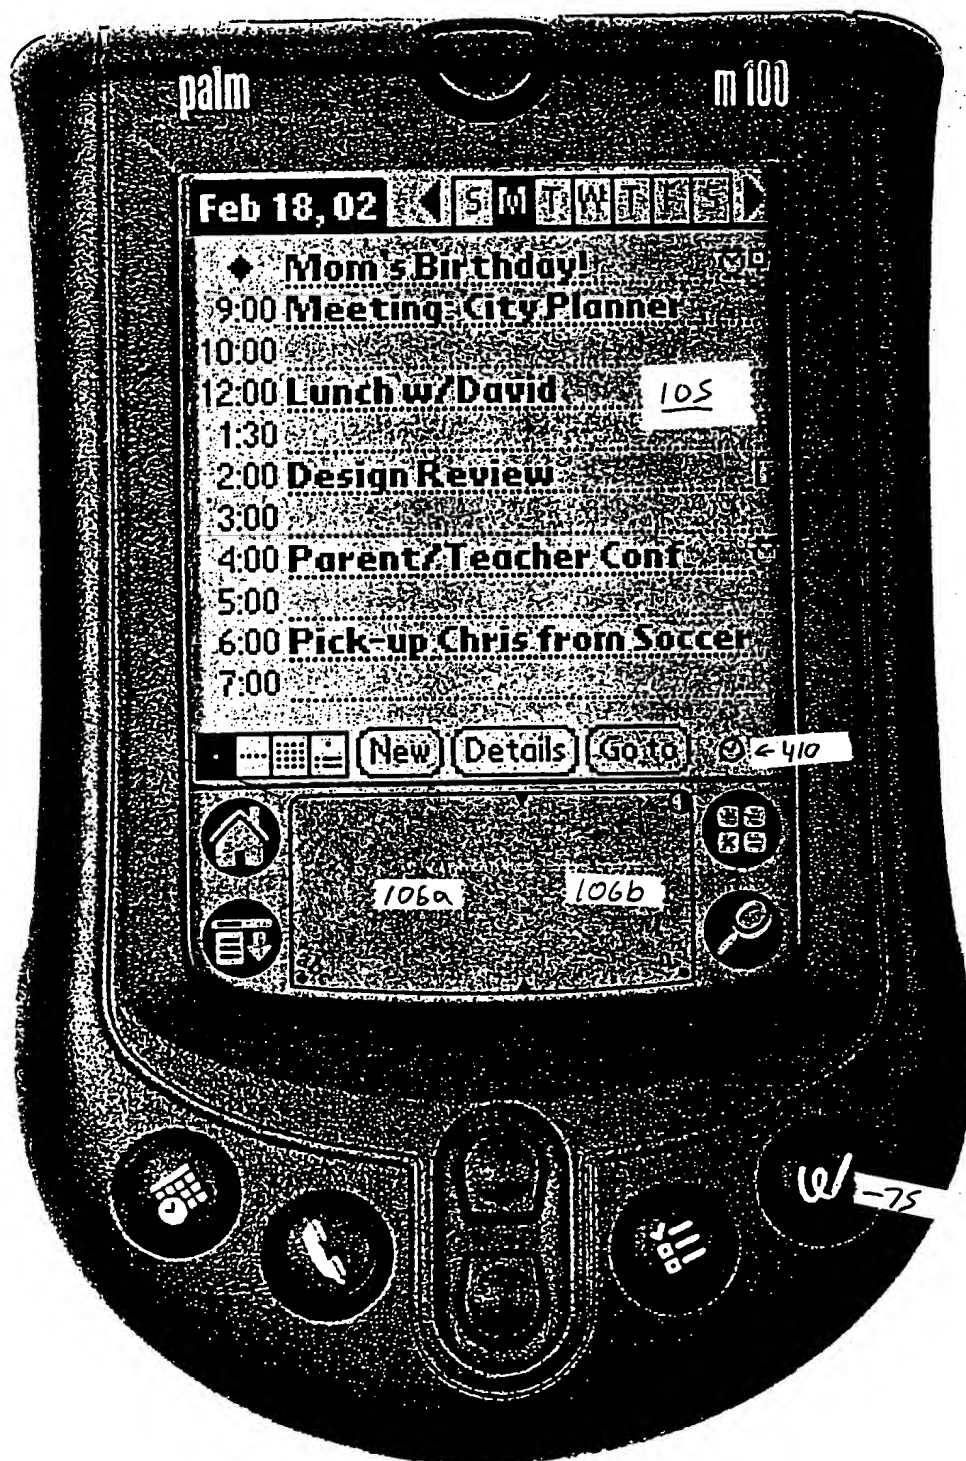 palm m100
Feb 18, 02 S M T W T F S
Mom's Birthday!
9:00 Meeting: City Planner
10:00
12:00 Lunch w/David 105
1:30
2:00 Design Review
3:00
4:00 Parent/Teacher Conf.
5:00
6:00 Pick-up Chris from Soccer
7:00
New Details Go to ←410
106a 106b
-75